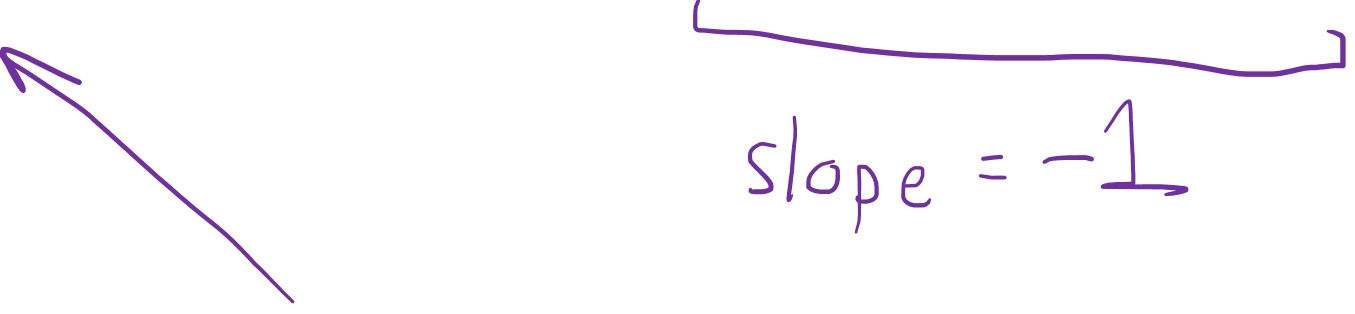 slope = -1